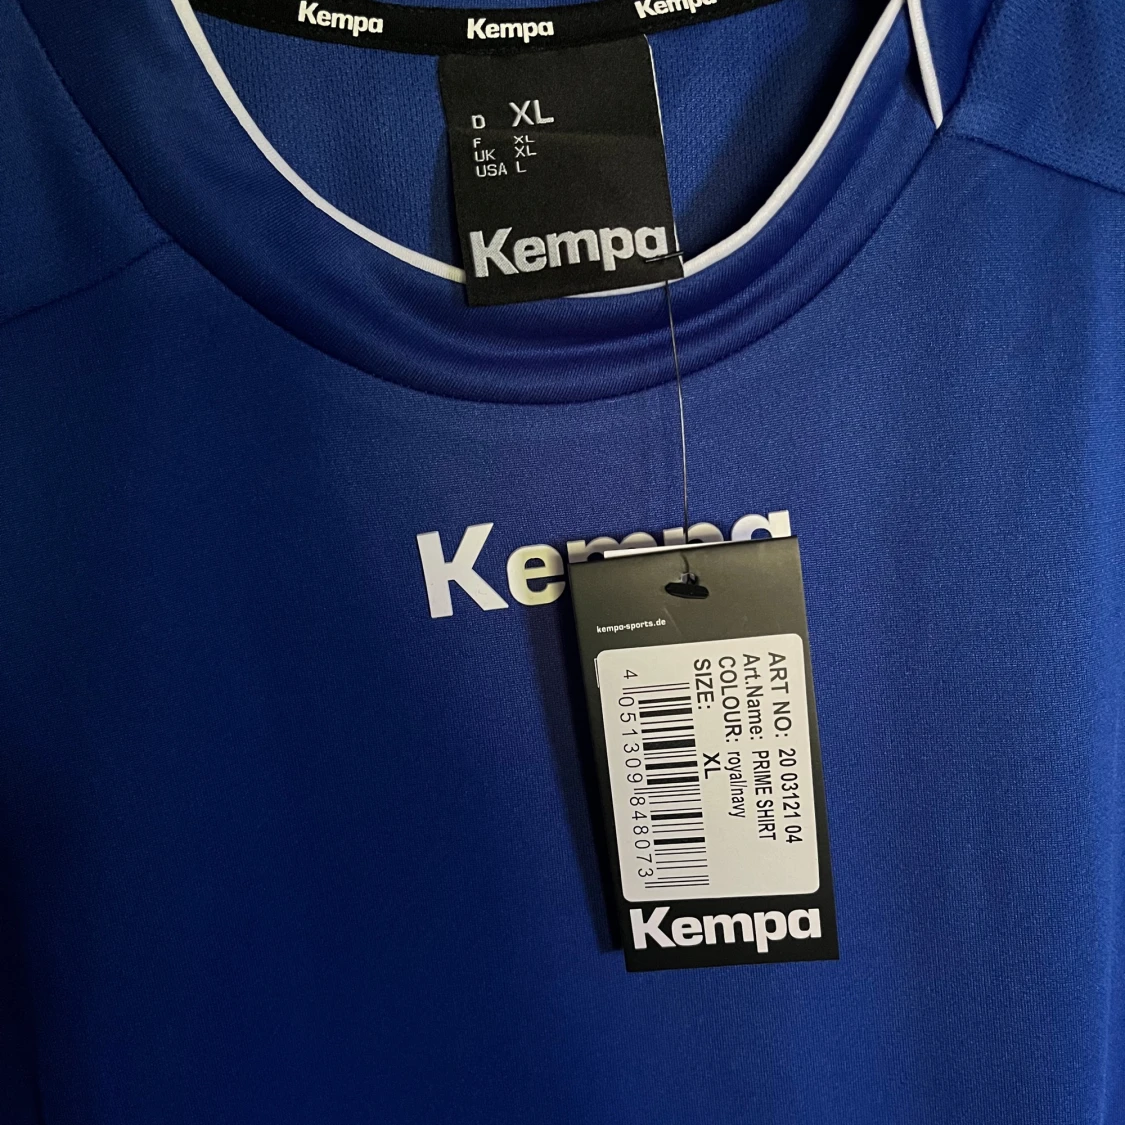 Kempa Kempa Kempa
D XL
F XL
UK XL
USA L
Kempa
Kempa
kempa-sports.de
ART NO: 20 03121 04
Art.Name: PRIME SHIRT
COLOUR: royal/navy
SIZE: XL
4 051309 848073
Kempa